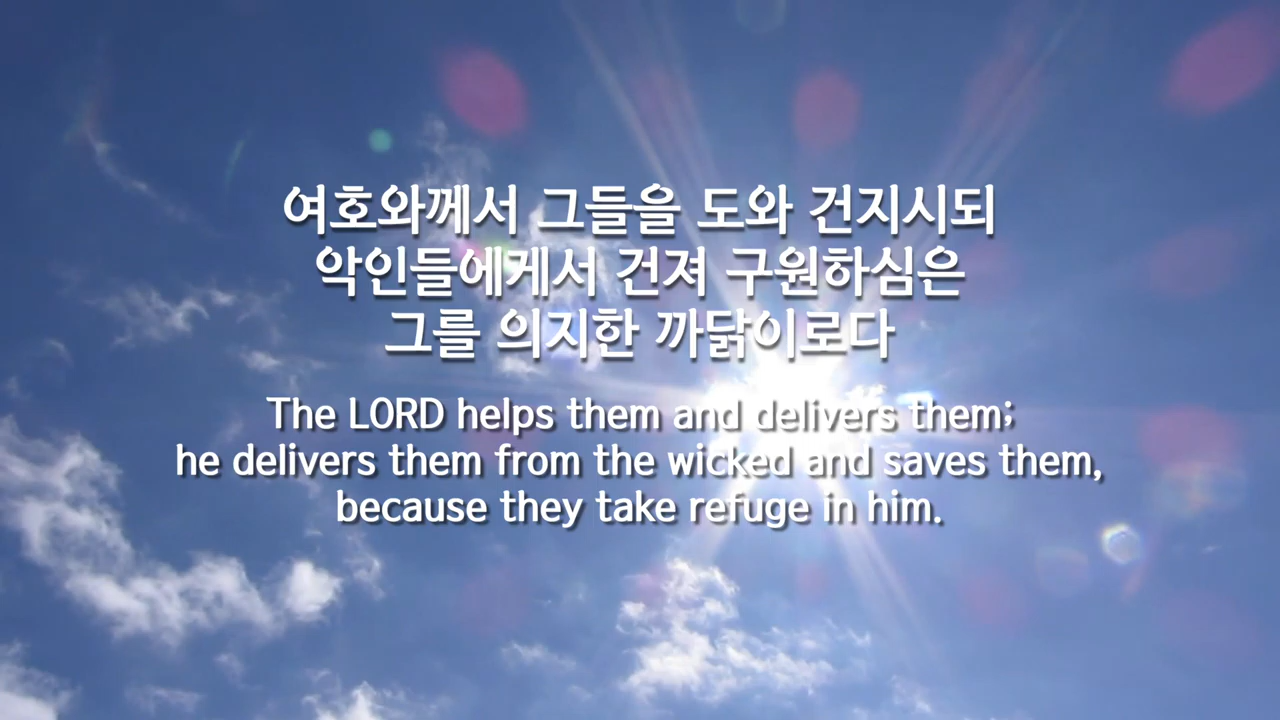 여호와께서 그들을 도와 건지시되
악인들에게서 건져 구원하심은
그를 의지한 까닭이로다
The LORD helps them and delivers them;
he delivers them from the wicked and saves them,
because they take refuge in him.